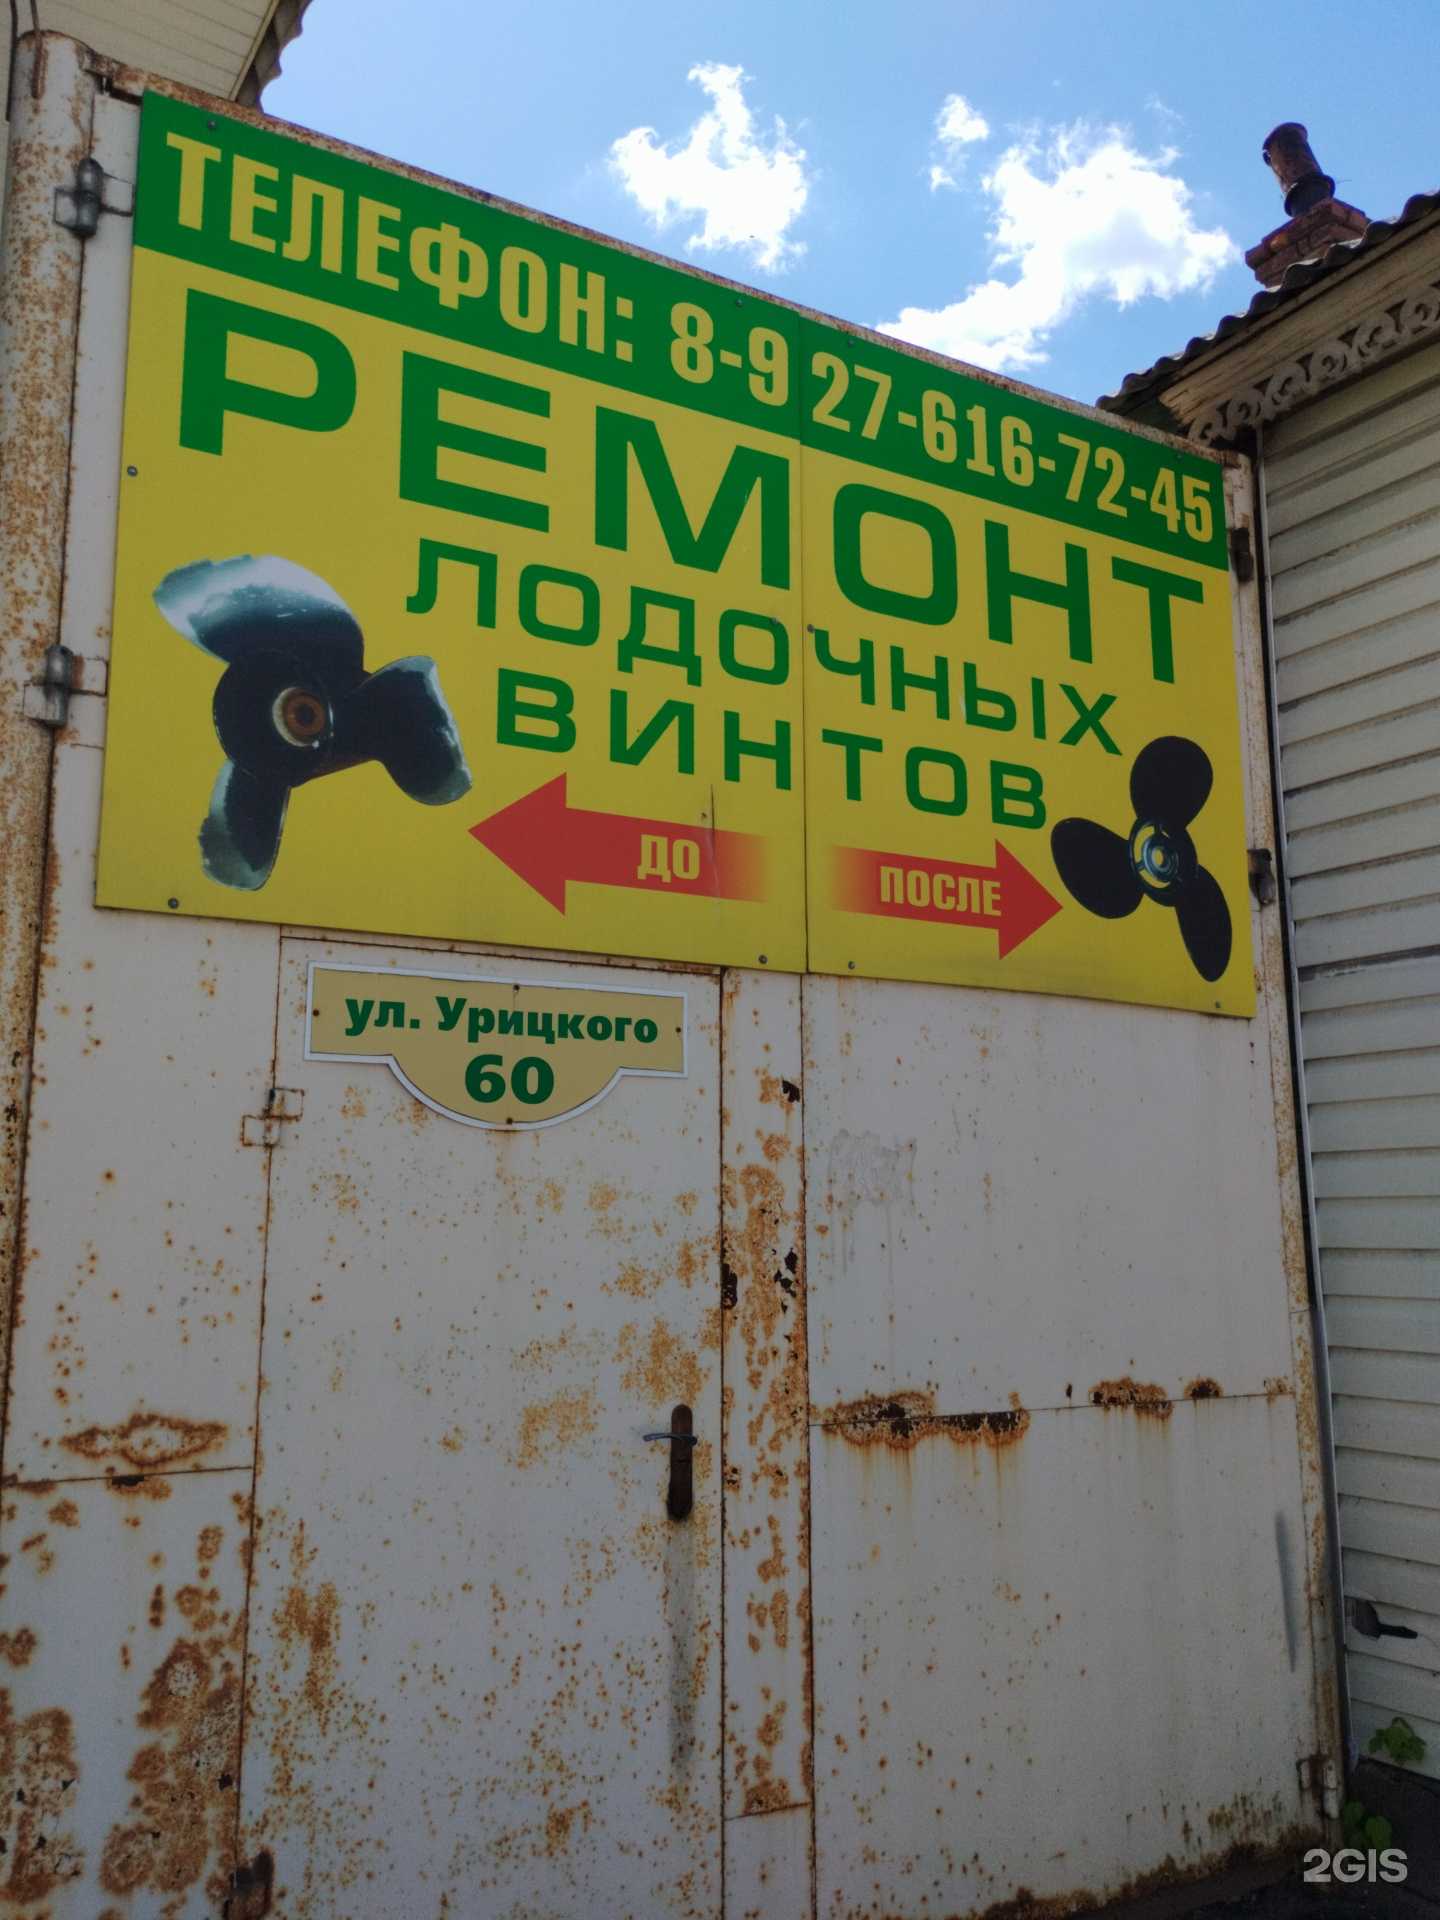 ТЕЛЕФОН: 8-927-616-72-45
РЕМОНТ
ЛОДОЧНЫХ
ВИНТОВ
ДО
ПОСЛЕ
ул. Урицкого
60
2GIS